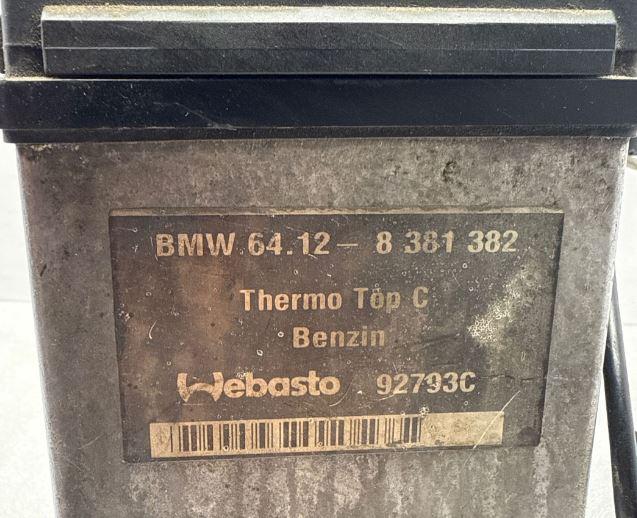 BMW 64.12 – 8 381 382
Thermo Top C
Benzin
Webasto 92793C